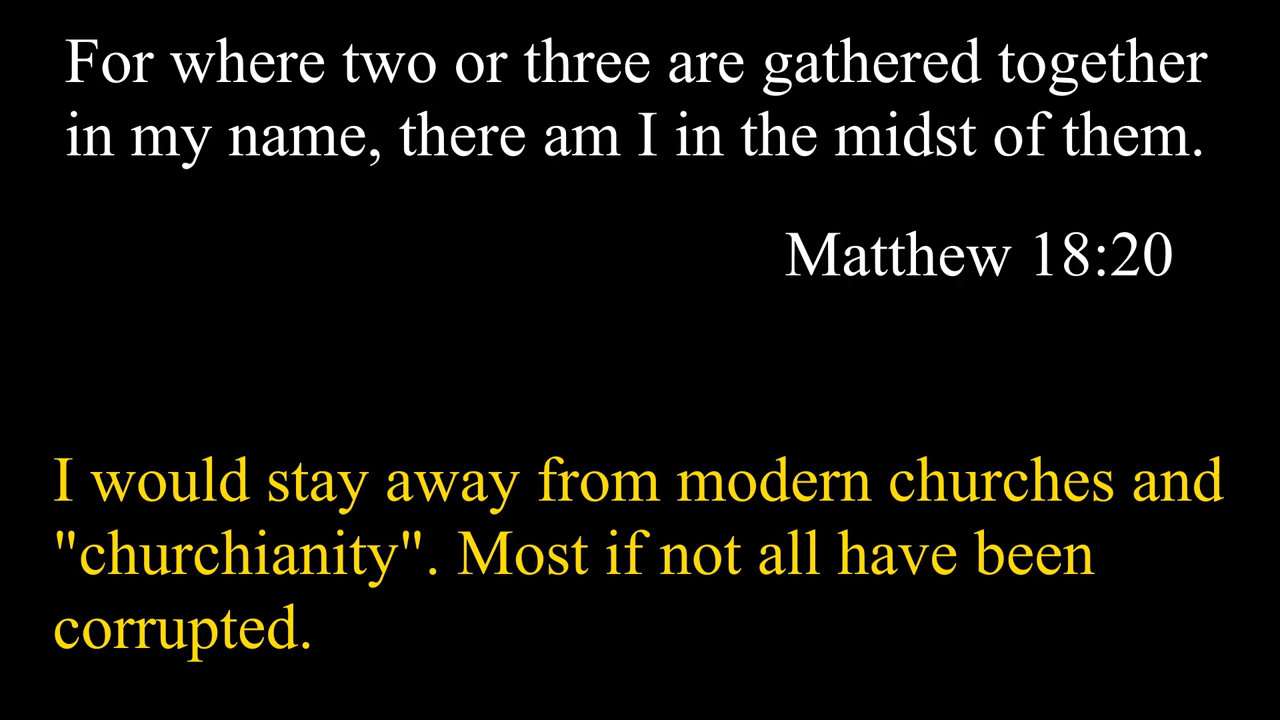 For where two or three are gathered together
in my name, there am I in the midst of them.
Matthew 18:20
I would stay away from modern churches and
"churchianity". Most if not all have been
corrupted.